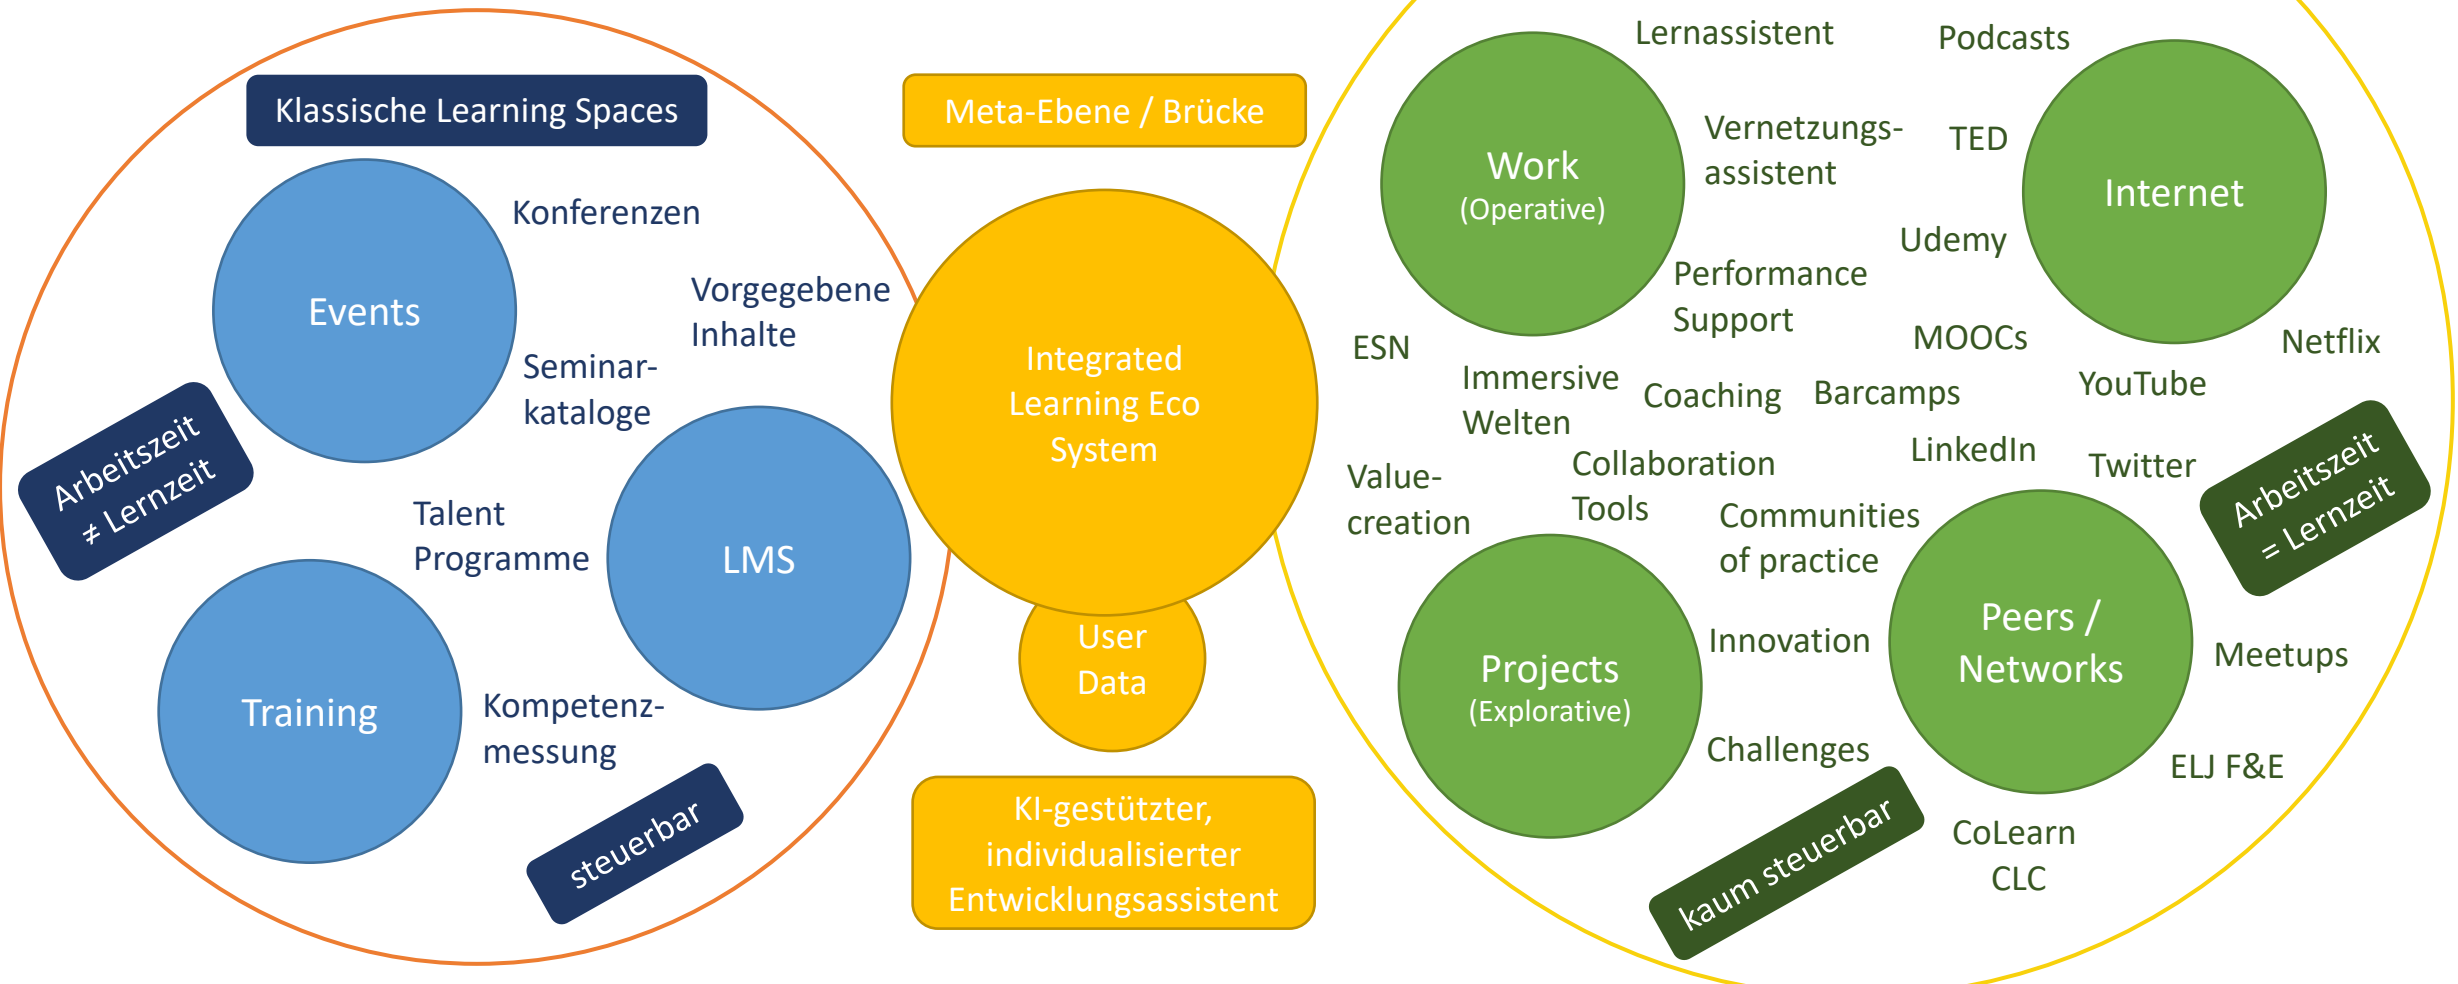 Klassische Learning Spaces
Events
Konferenzen
Vorgegebene
Inhalte
Seminar-
kataloge
Arbeitszeit
≠ Lernzeit
Talent
Programme
LMS
Training
Kompetenz-
messung
steuerbar
Meta-Ebene / Brücke
Integrated
Learning Eco
System
User
Data
KI-gestützter,
individualisierter
Entwicklungsassistent
Lernassistent
Podcasts
Work
(Operative)
Vernetzungs-
assistent
TED
Internet
Udemy
Performance
Support
MOOCs
Netflix
ESN
Immersive
Welten
Coaching
Barcamps
YouTube
LinkedIn
Twitter
Arbeitszeit
= Lernzeit
Value-
creation
Collaboration
Tools
Communities
of practice
Projects
(Explorative)
Innovation
Peers /
Networks
Meetups
Challenges
ELJ F&E
kaum steuerbar
CoLearn
CLC